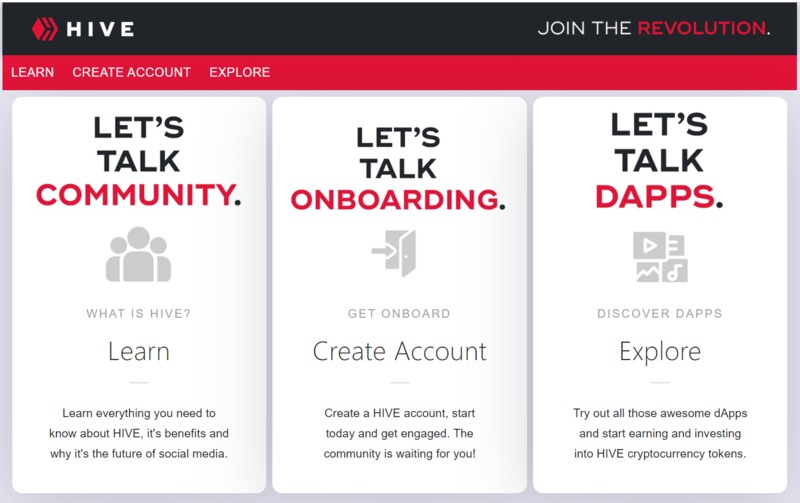 HIVE
JOIN THE REVOLUTION.
LEARN CREATE ACCOUNT EXPLORE
LET'S
TALK
COMMUNITY.
WHAT IS HIVE?
Learn
Learn everything you need to
know about HIVE, it's benefits and
why it's the future of social media.
LET'S
TALK
ONBOARDING.
GET ONBOARD
Create Account
Create a HIVE account, start
today and get engaged. The
community is waiting for you!
LET'S
TALK
DAPPS.
DISCOVER DAPPS
Explore
Try out all those awesome dApps
and start earning and investing
into HIVE cryptocurrency tokens.